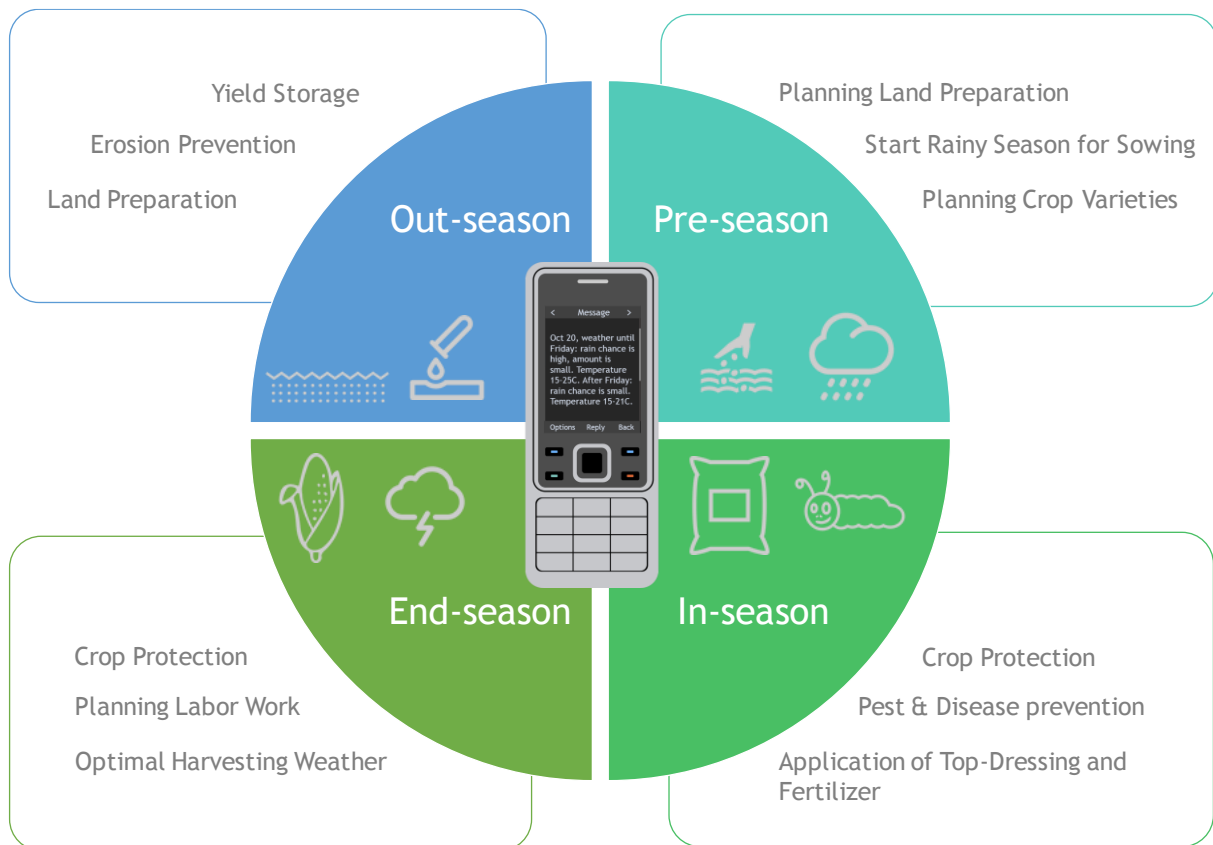 Yield Storage
Erosion Prevention
Land Preparation
Out-season
Planning Land Preparation
Start Rainy Season for Sowing
Planning Crop Varieties
Pre-season
< Message >
Oct 20, weather until
Friday: rain chance is
high, amount is
small. Temperature
15-25C. After Friday:
rain chance is small.
Temperature 15-21C.
Options Reply Back
End-season
Crop Protection
Planning Labor Work
Optimal Harvesting Weather
In-season
Crop Protection
Pest & Disease prevention
Application of Top-Dressing and
Fertilizer